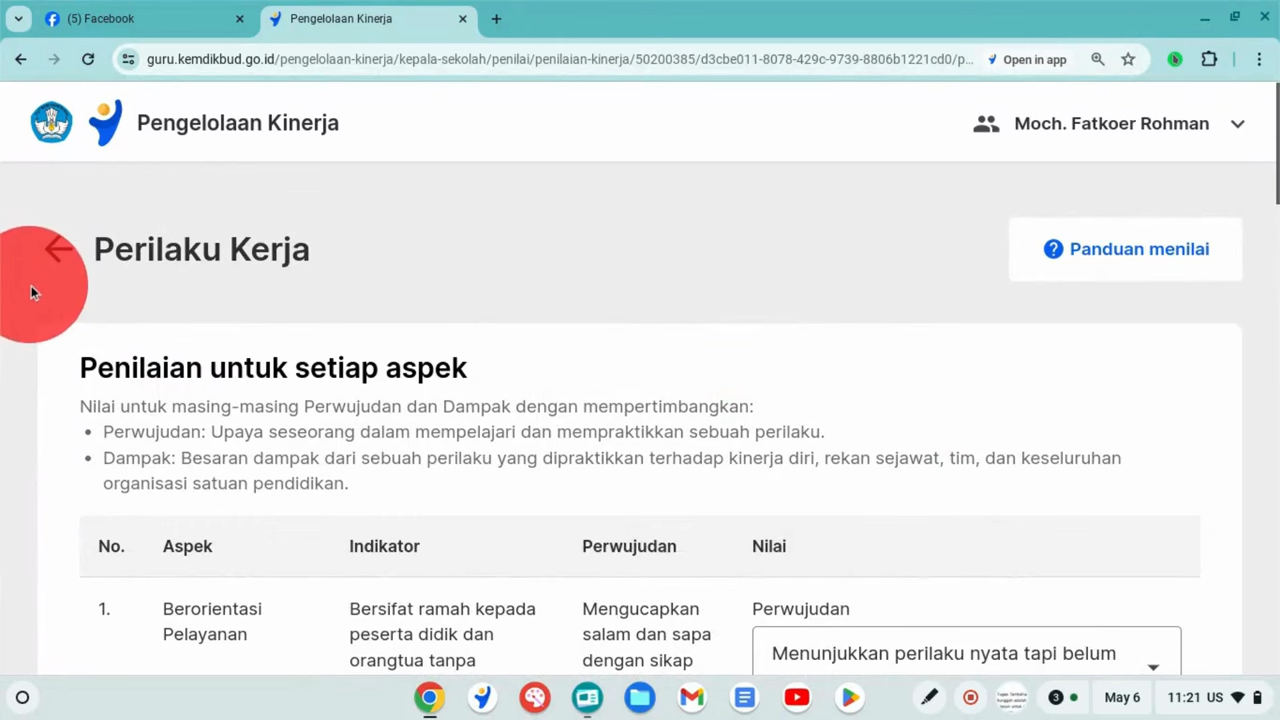 (5) Facebook
Pengelolaan Kinerja
guru.kemdikbud.go.id/pengelolaan-kinerja/kepala-sekolah/penilai/penilaian-kinerja/50200385/d3cbe011-8078-429c-9739-8806b1221cd0/p...
Open in app
Pengelolaan Kinerja
Moch. Fatkoer Rohman
Perilaku Kerja
Panduan menilai
Penilaian untuk setiap aspek
Nilai untuk masing-masing Perwujudan dan Dampak dengan mempertimbangkan:
• Perwujudan: Upaya seseorang dalam mempelajari dan mempraktikkan sebuah perilaku.
• Dampak: Besaran dampak dari sebuah perilaku yang dipraktikkan terhadap kinerja diri, rekan sejawat, tim, dan keseluruhan
organisasi satuan pendidikan.
No. Aspek Indikator Perwujudan Nilai
1. Berorientasi Bersifat ramah kepada Mengucapkan Perwujudan
Pelayanan peserta didik dan salam dan sapa
orangtua tanpa dengan sikap Menunjukkan perilaku nyata tapi belum
3 May 6 11:21 US